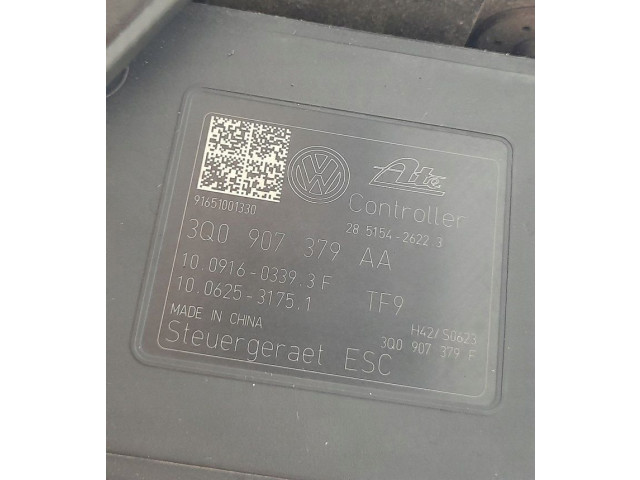 VW Ate
91651001330
Controller
28.5154-2622.3
3Q0 907 379 AA
10.0916-0339.3 F
10.0625-3175.1 TF9
MADE IN CHINA
H42/S0623
Steuergeraet ESC
3Q0 907 379 F